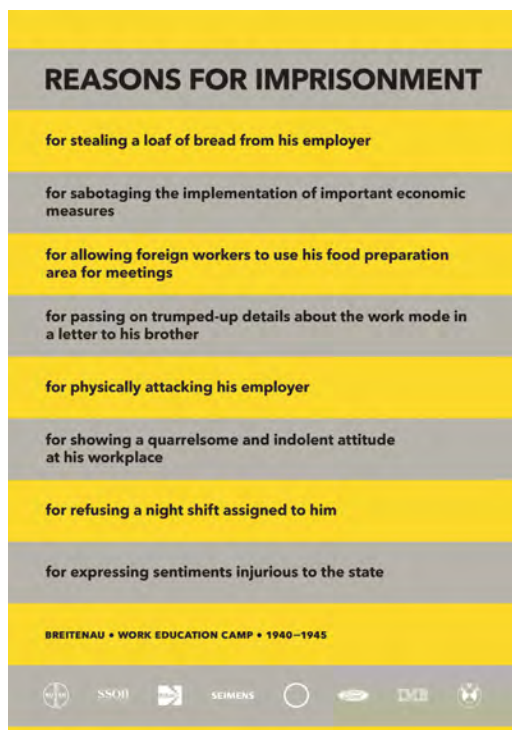 REASONS FOR IMPRISONMENT
for stealing a loaf of bread from his employer
for sabotaging the implementation of important economic
measures
for allowing foreign workers to use his food preparation
area for meetings
for passing on trumped-up details about the work mode in
a letter to his brother
for physically attacking his employer
for showing a quarrelsome and indolent attitude
at his workplace
for refusing a night shift assigned to him
for expressing sentiments injurious to the state
BREITENAU • WORK EDUCATION CAMP • 1940–1945
SEIMENS